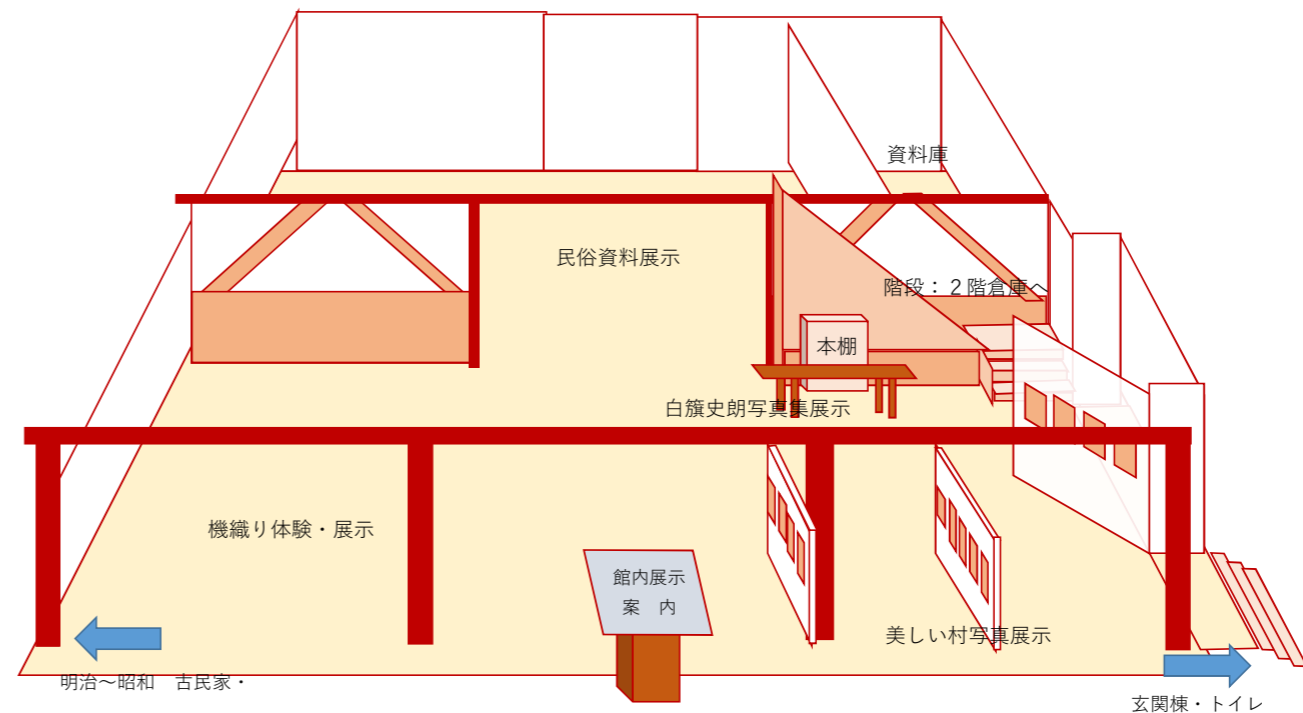 資料庫
民俗資料展示
階段：２階倉庫へ
本棚
白籏史朗写真集展示
機織り体験・展示
館内展示
案　内
美しい村写真展示
明治～昭和　古民家・
玄関棟・トイレ